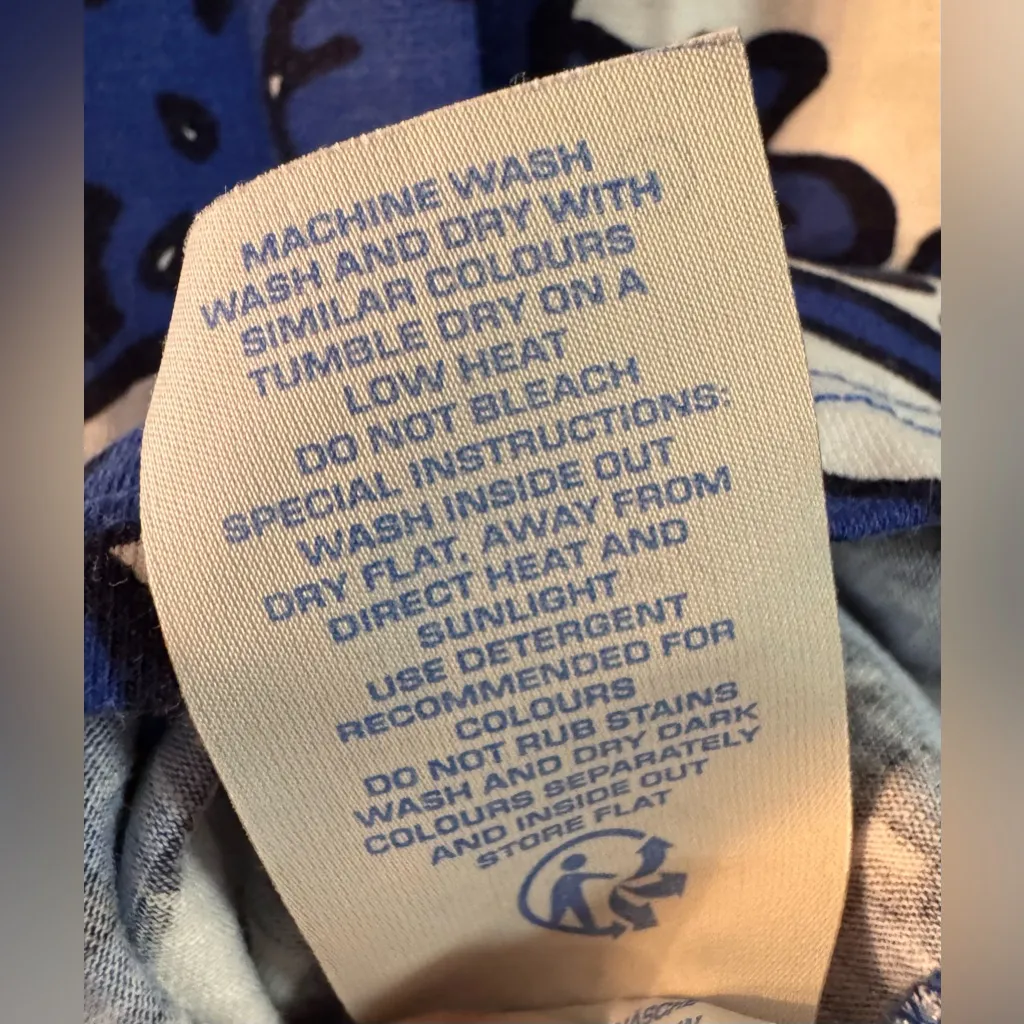 MACHINE WASH
WASH AND DRY WITH
SIMILAR COLOURS
TUMBLE DRY ON A
LOW HEAT
DO NOT BLEACH
SPECIAL INSTRUCTIONS:
WASH INSIDE OUT
DRY FLAT, AWAY FROM
DIRECT HEAT AND
SUNLIGHT
USE DETERGENT
RECOMMENDED FOR
COLOURS
DO NOT RUB STAINS
WASH AND DRY DARK
COLOURS SEPARATELY
AND INSIDE OUT
STORE FLAT